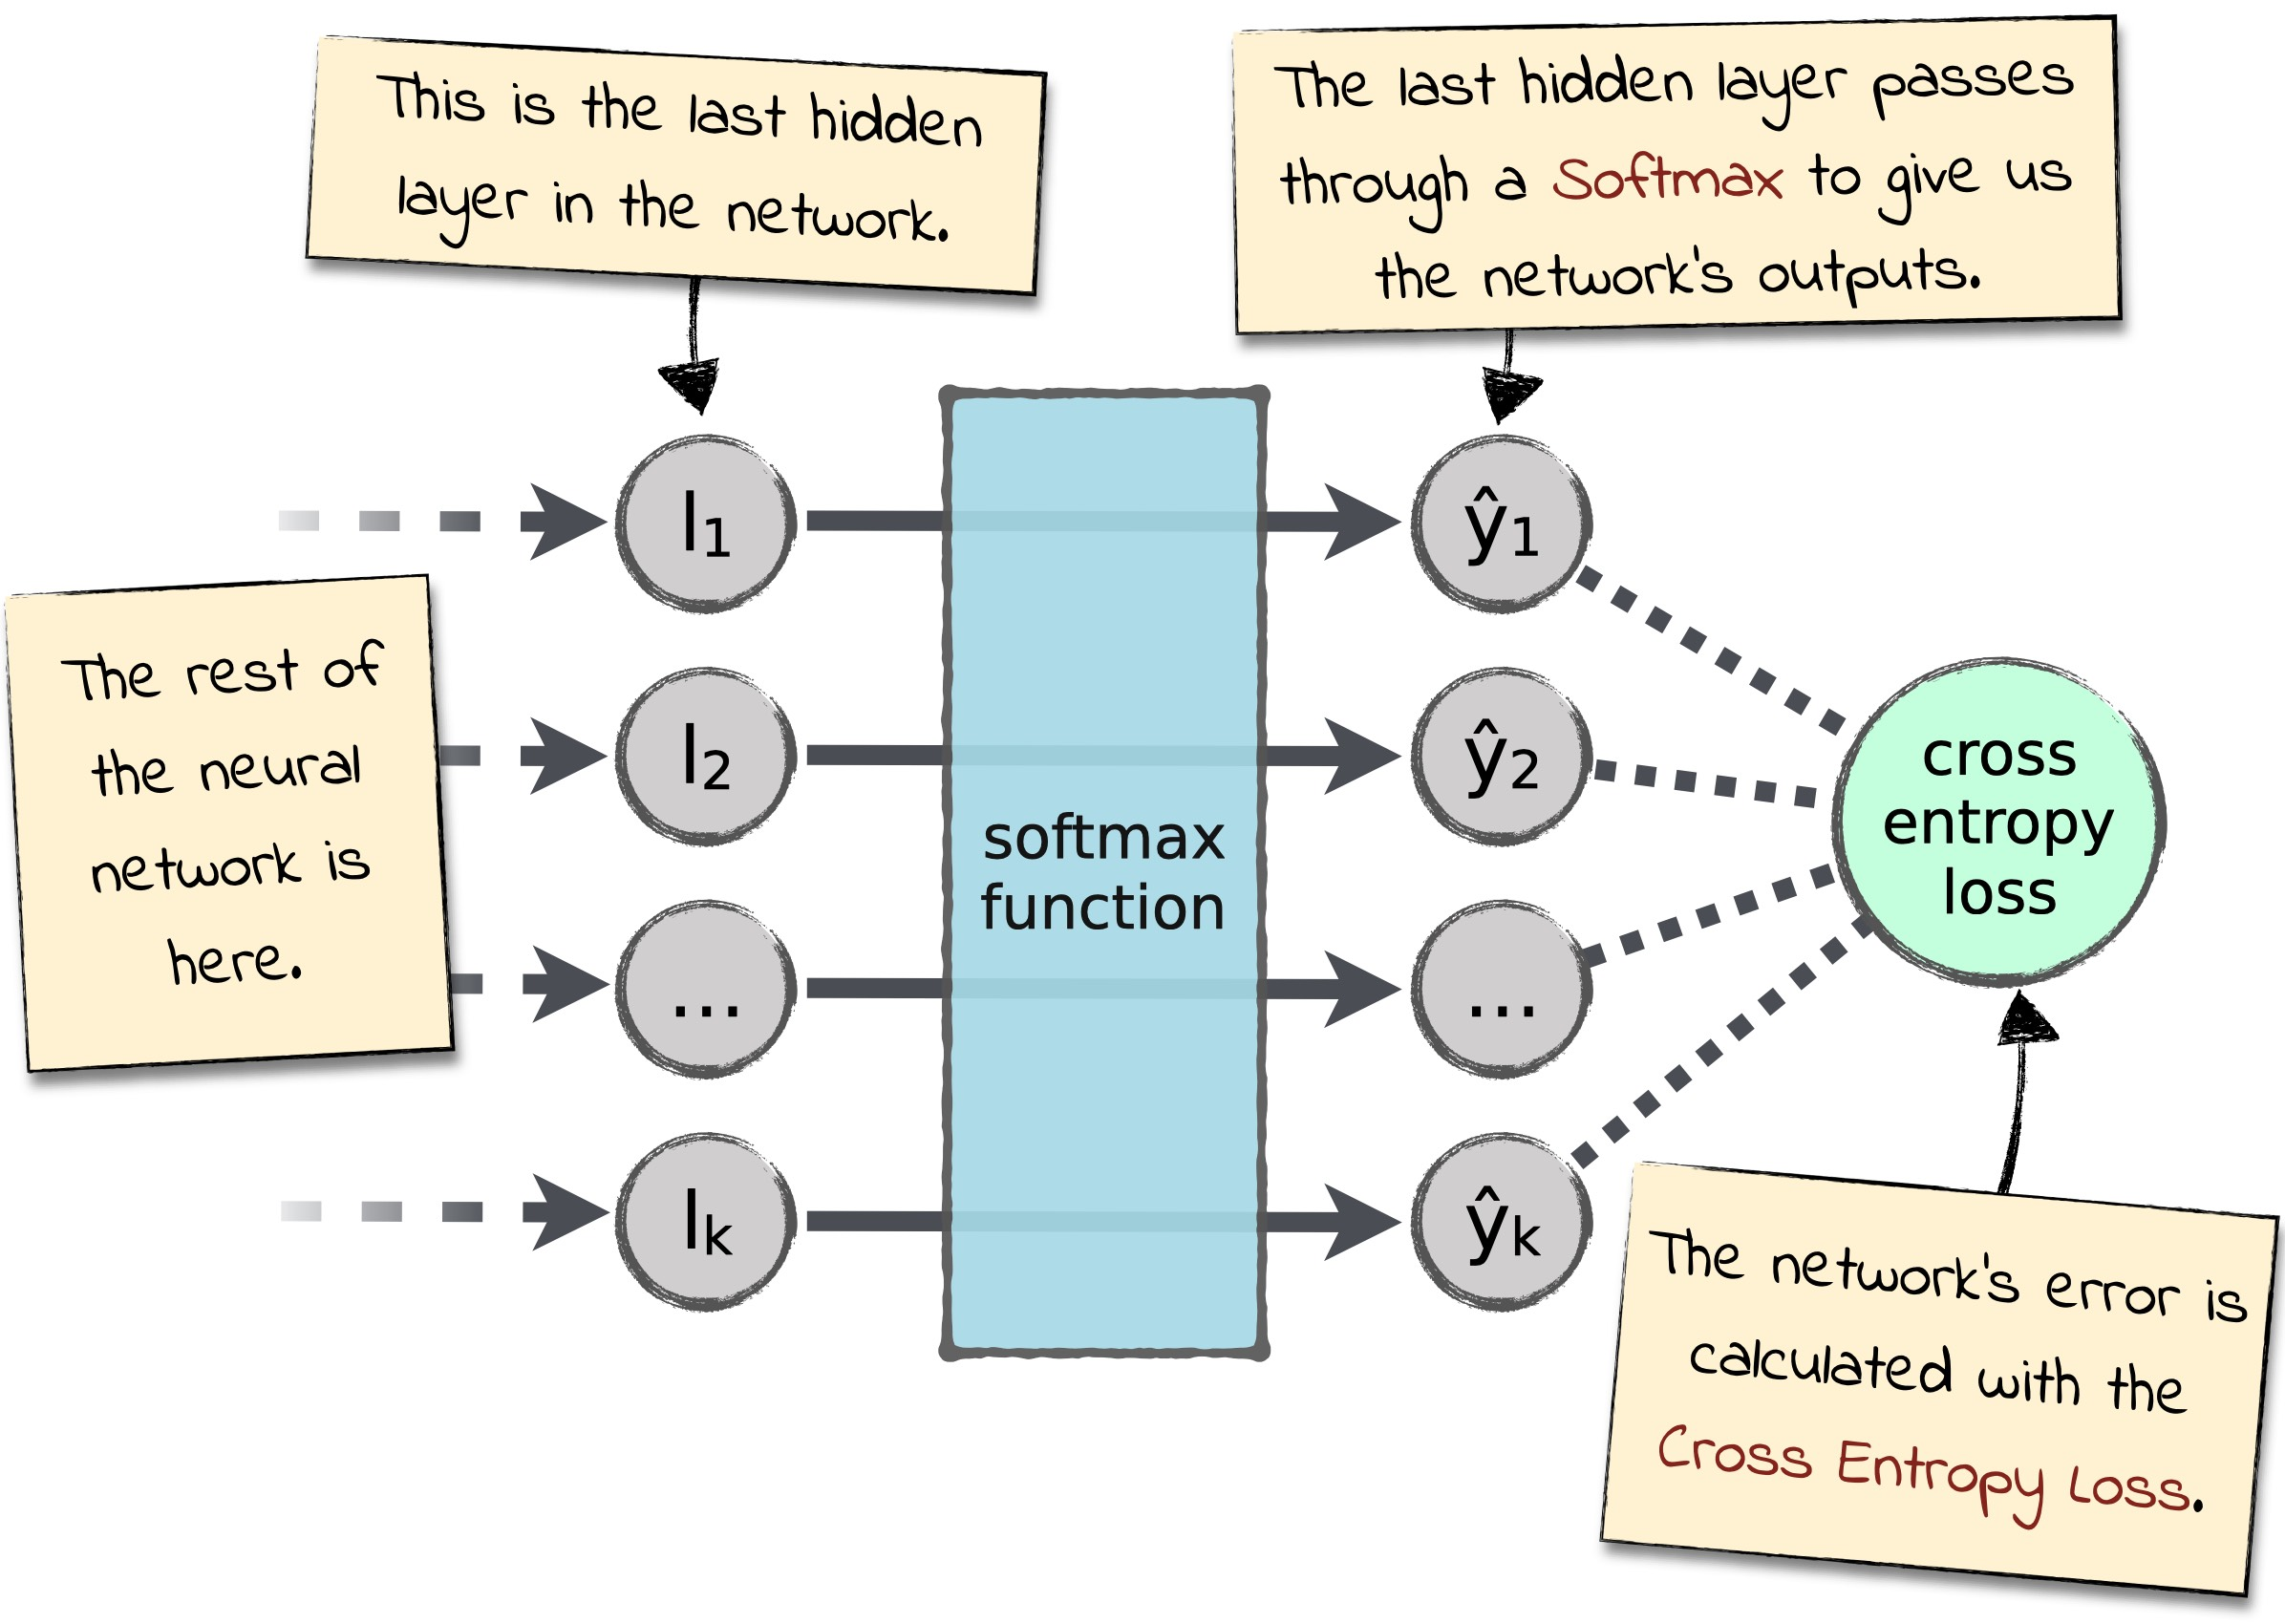 This is the last hidden
layer in the network.
The last hidden layer passes
through a Softmax to give us
the network's outputs.
l1
ŷ1
The rest of
the neural
network is
here.
l2
ŷ2
softmax
function
cross
entropy
loss
...
...
lk
ŷk
The network's error is
calculated with the
Cross Entropy Loss.